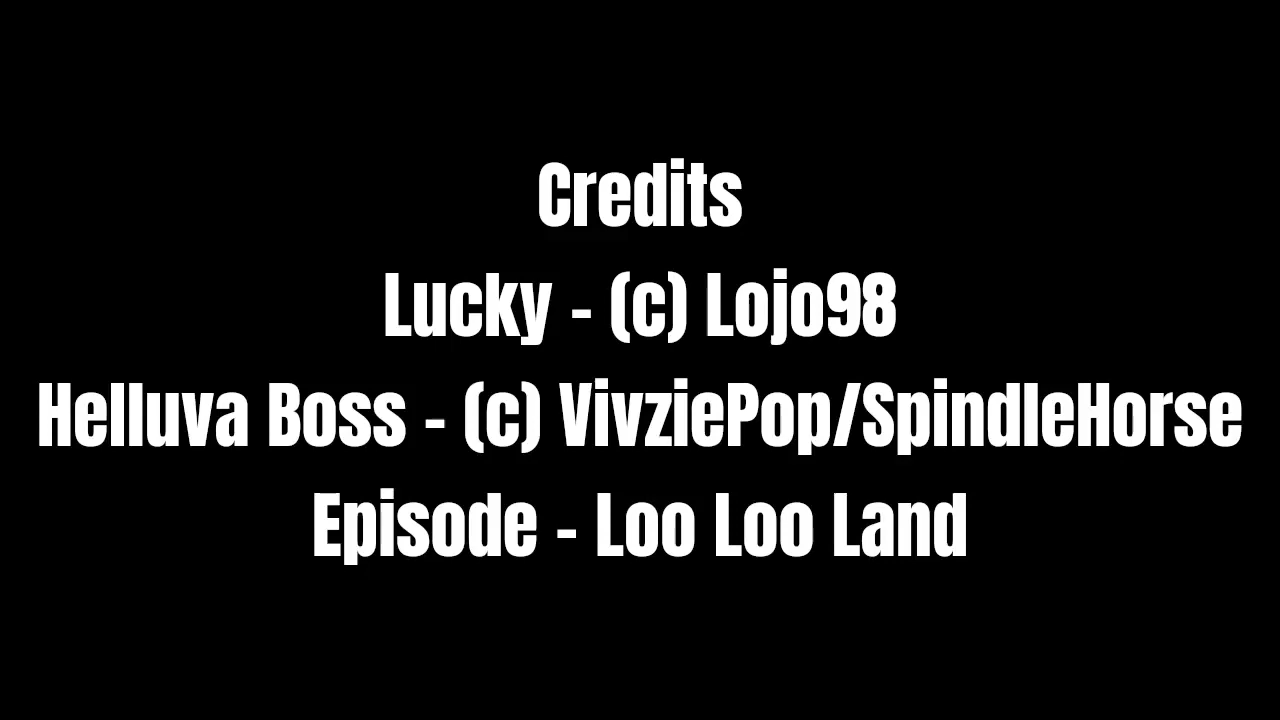 Credits
Lucky - (c) Lojo98
Helluva Boss - (c) VivziePop/SpindleHorse
Episode - Loo Loo Land